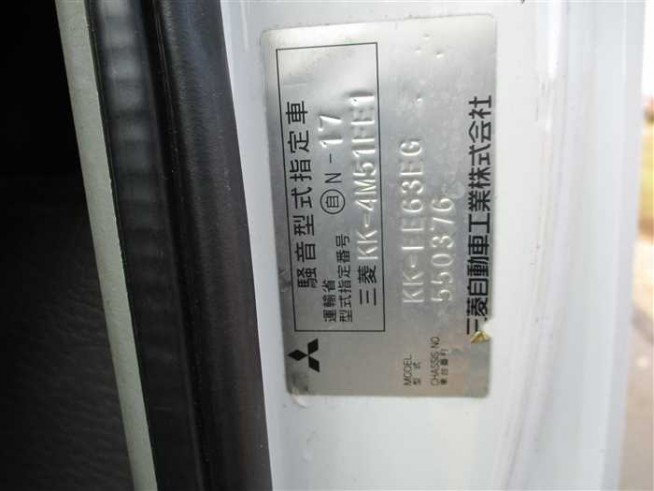 騒音型式指定車
運輸省
型式指定番号 自 N-17
三菱 KK-4M51FE1
MODEL
型式
KK-FE63EG
CHASSIS NO.
車台番号
550376
三菱自動車工業株式会社